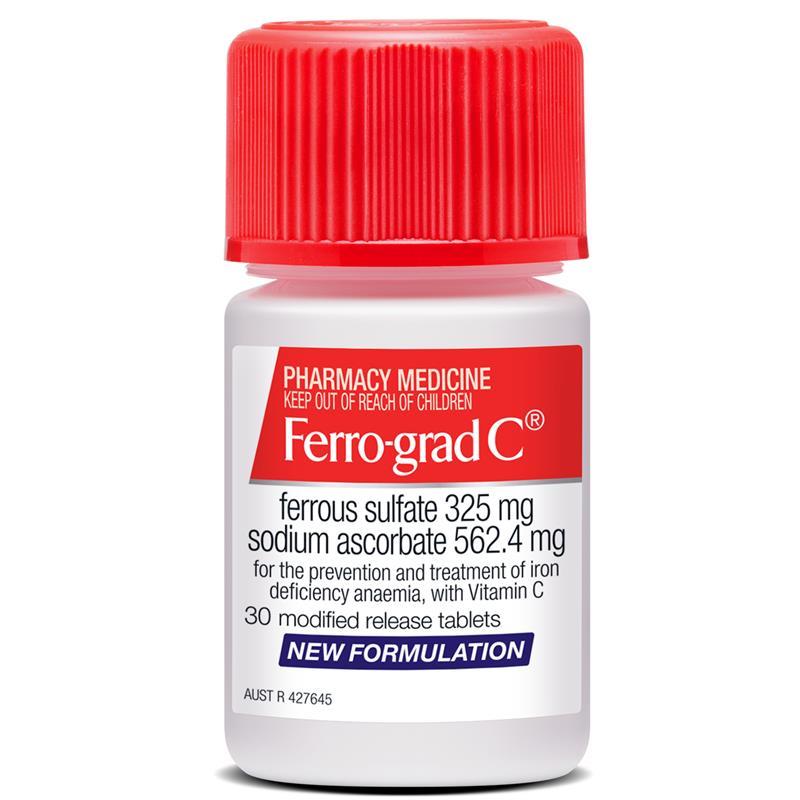 PHARMACY MEDICINE
KEEP OUT OF REACH OF CHILDREN
Ferro-grad C®
ferrous sulfate 325 mg
sodium ascorbate 562.4 mg
for the prevention and treatment of iron
deficiency anaemia, with Vitamin C
30 modified release tablets
NEW FORMULATION
AUST R 427645